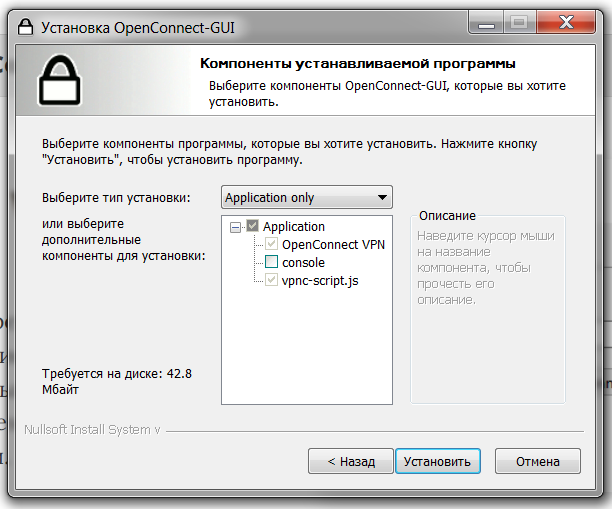 Установка OpenConnect-GUI
Компоненты устанавливаемой программы
Выберите компоненты OpenConnect-GUI, которые вы хотите
установить.
Выберите компоненты программы, которые вы хотите установить. Нажмите кнопку
"Установить", чтобы установить программу.
Выберите тип установки:
Application only
или выберите
дополнительные
компоненты для установки:
Application
OpenConnect VPN
console
vpnc-script.js
Описание
Наведите курсор мыши
на название
компонента, чтобы
прочесть его
описание.
Требуется на диске: 42.8
Мбайт
Nullsoft Install System v
< Назад
Установить
Отмена